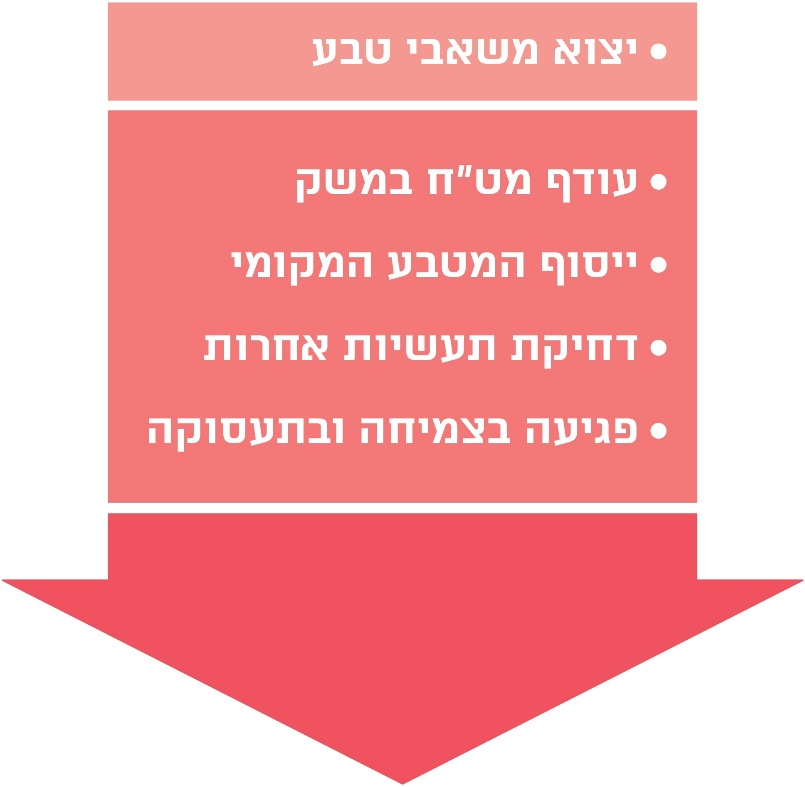 • יצוא משאבי טבע
• עודף מט"ח במשק
• ייסוף המטבע המקומי
• דחיקת תעשיות אחרות
• פגיעה בצמיחה ובתעסוקה